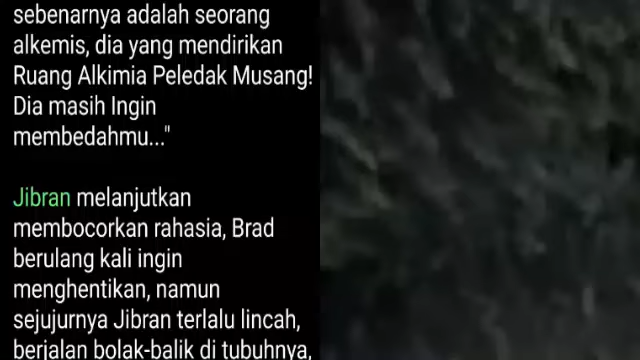 sebenarnya adalah seorang
alkemis, dia yang mendirikan
Ruang Alkimia Peledak Musang!
Dia masih Ingin
membedahmu..."
Jibran melanjutkan
membocorkan rahasia, Brad
berulang kali ingin
menghentikan, namun
sejujurnya Jibran terlalu lincah,
berjalan bolak-balik di tubuhnya,